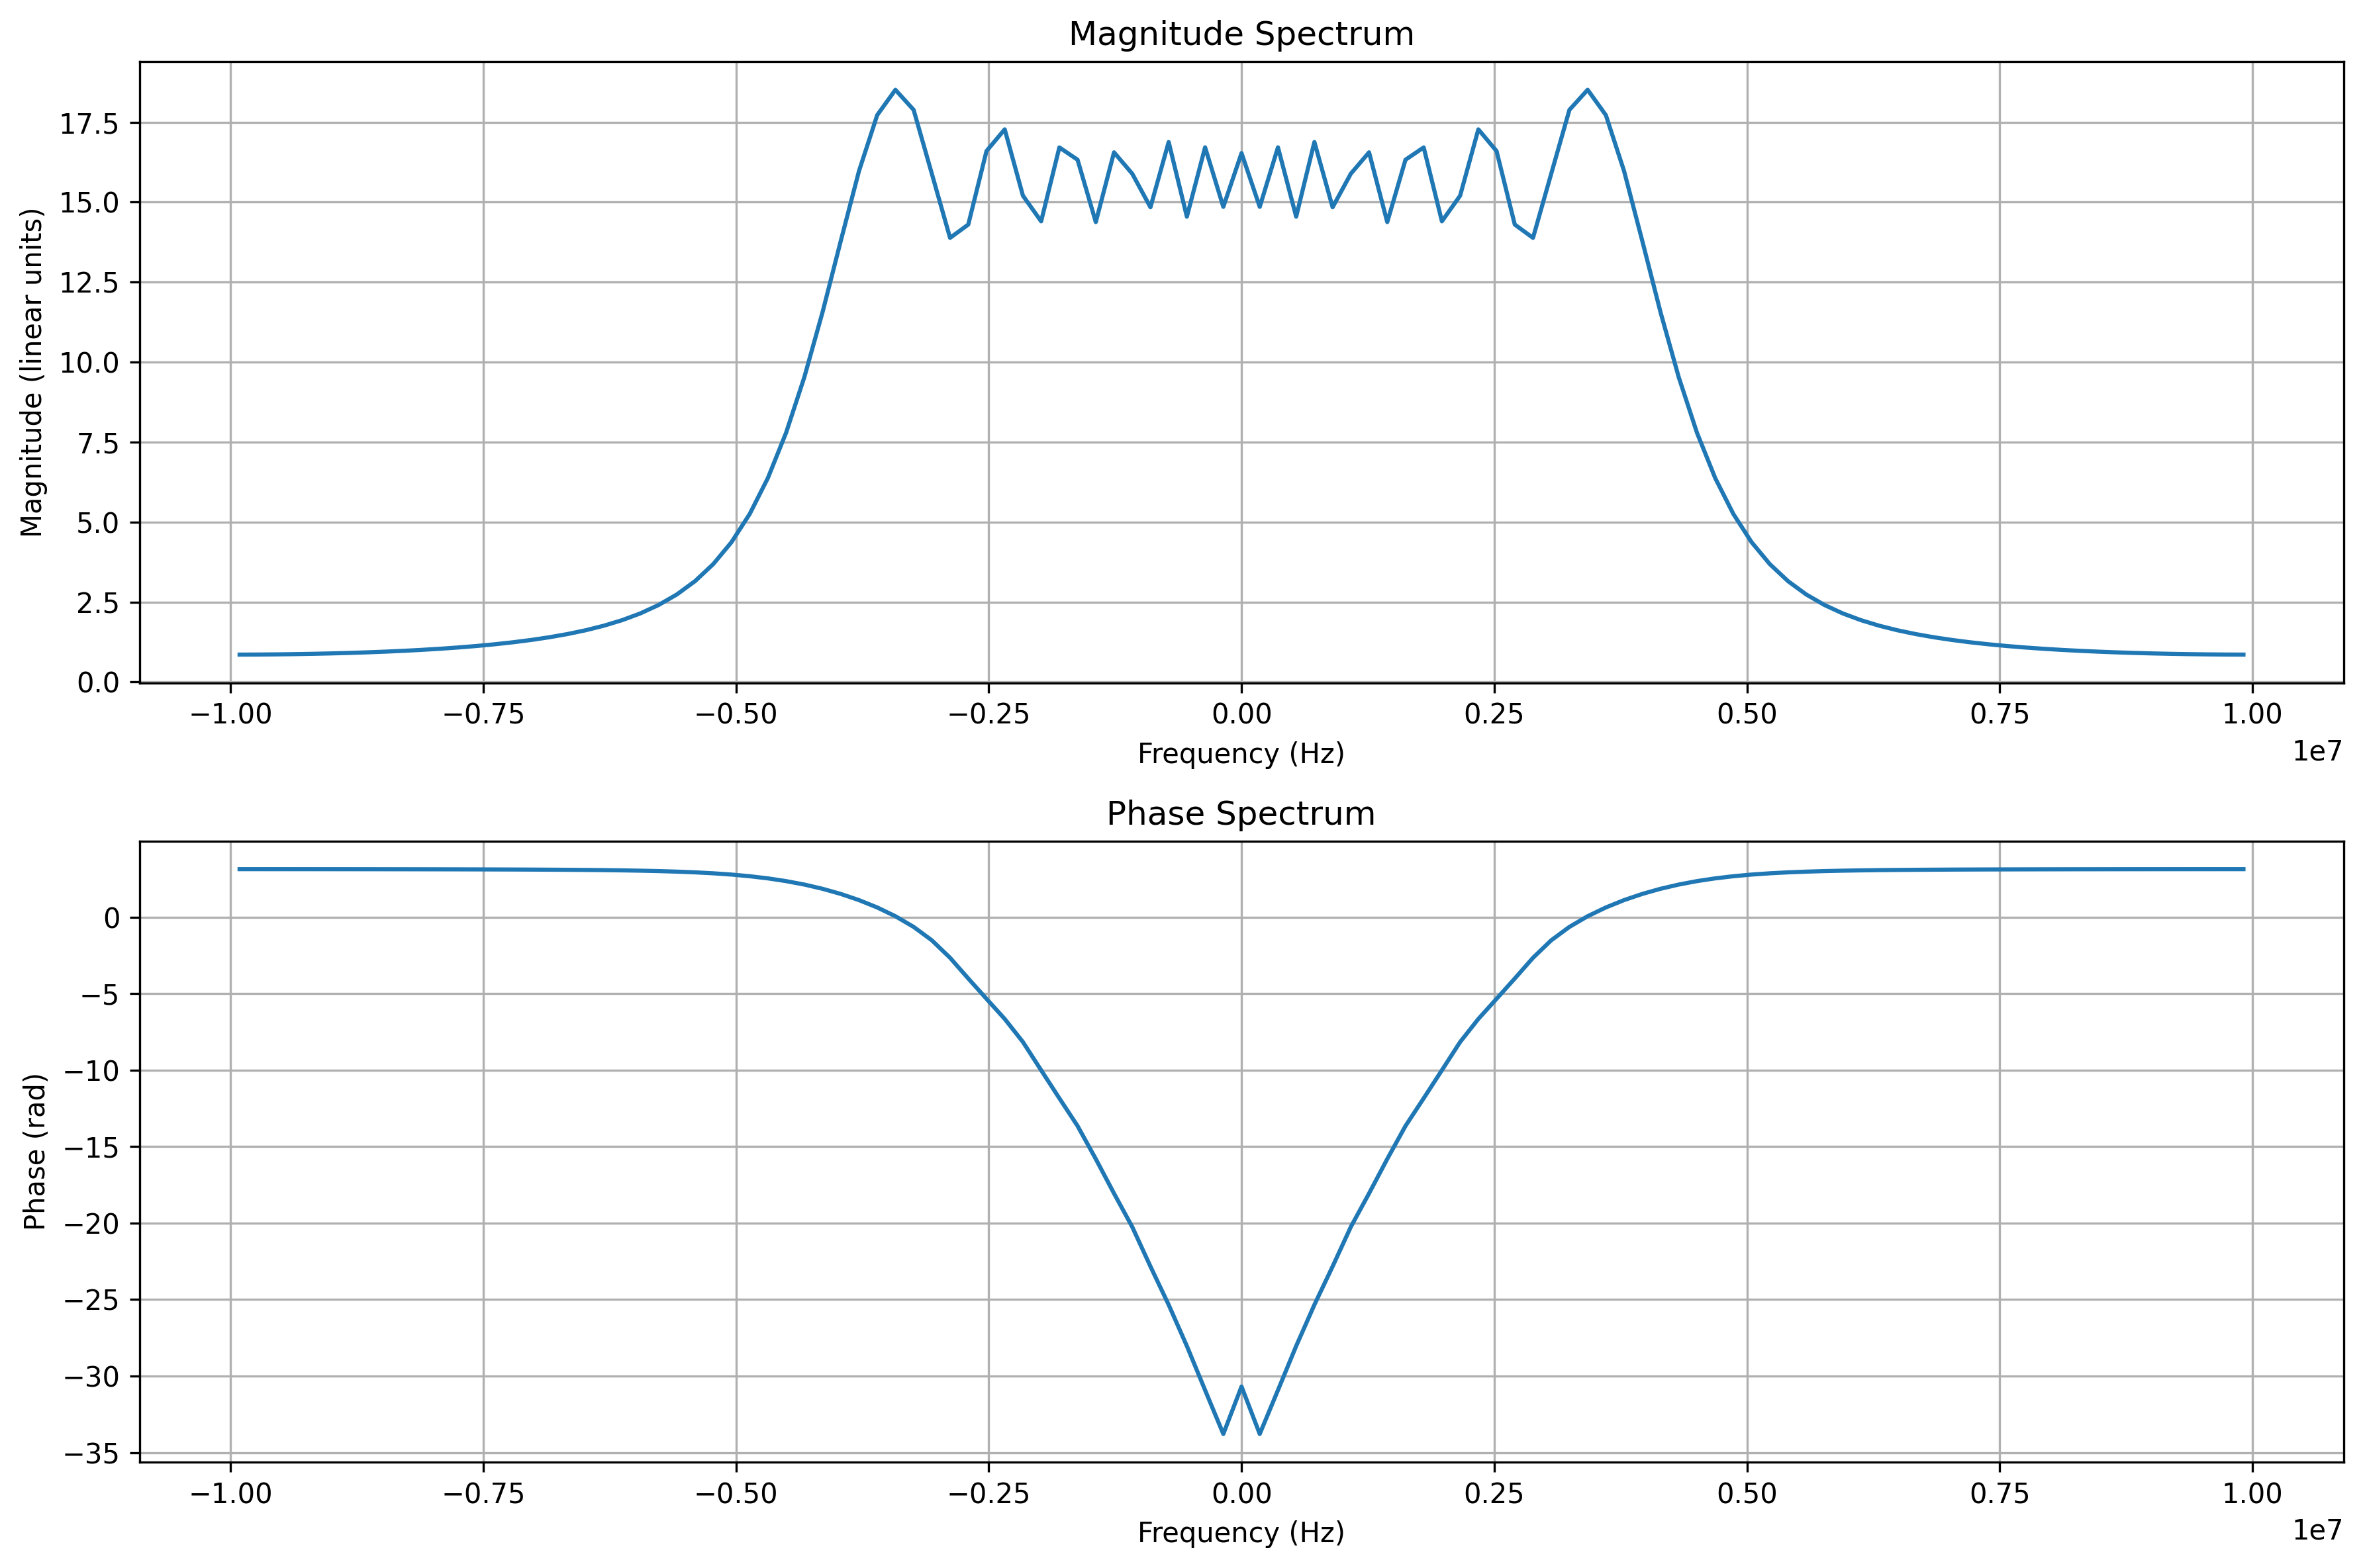 Magnitude Spectrum
Magnitude (linear units)
17.5
15.0
12.5
10.0
7.5
5.0
2.5
0.0
−1.00 −0.75 −0.50 −0.25 0.00 0.25 0.50 0.75 1.00
1e7
Frequency (Hz)
Phase Spectrum
Phase (rad)
0
−5
−10
−15
−20
−25
−30
−35
−1.00 −0.75 −0.50 −0.25 0.00 0.25 0.50 0.75 1.00
1e7
Frequency (Hz)